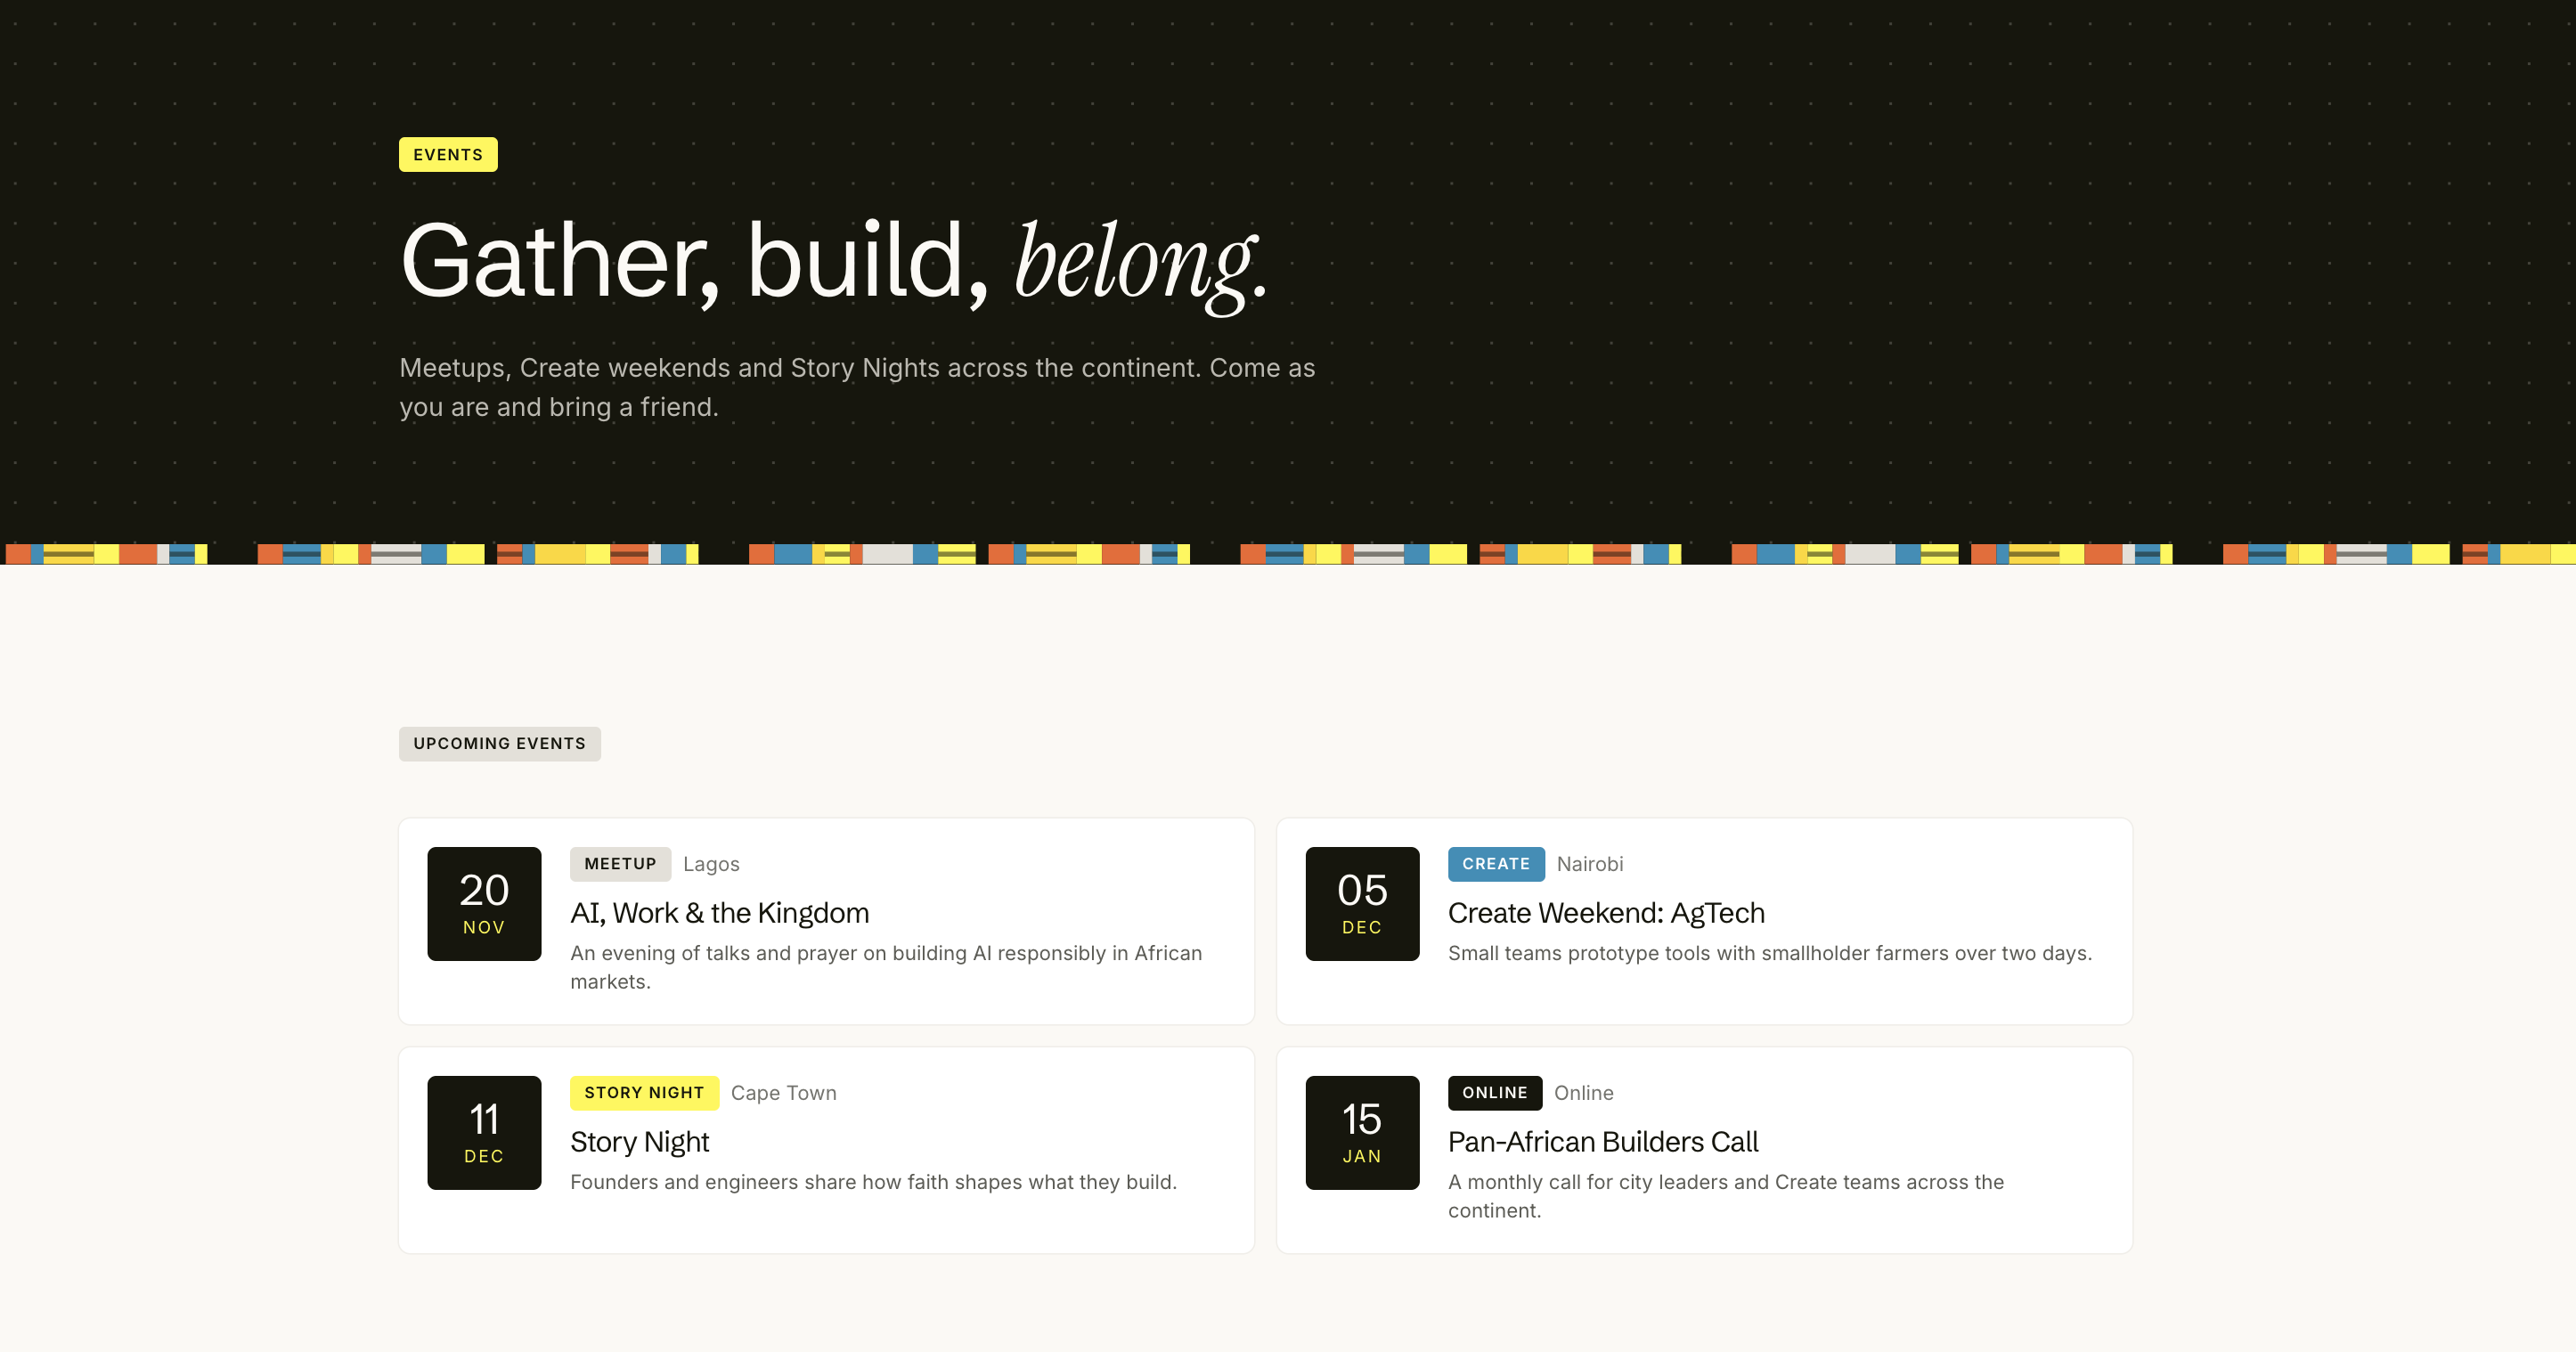 EVENTS
Gather, build, belong.
Meetups, Create weekends and Story Nights across the continent. Come as
you are and bring a friend.
UPCOMING EVENTS
20
NOV
MEETUP Lagos
AI, Work & the Kingdom
An evening of talks and prayer on building AI responsibly in African
markets.
05
DEC
CREATE Nairobi
Create Weekend: AgTech
Small teams prototype tools with smallholder farmers over two days.
11
DEC
STORY NIGHT Cape Town
Story Night
Founders and engineers share how faith shapes what they build.
15
JAN
ONLINE Online
Pan-African Builders Call
A monthly call for city leaders and Create teams across the
continent.